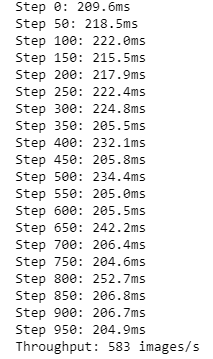 Step 0: 209.6ms
Step 50: 218.5ms
Step 100: 222.0ms
Step 150: 215.5ms
Step 200: 217.9ms
Step 250: 222.4ms
Step 300: 224.8ms
Step 350: 205.5ms
Step 400: 232.1ms
Step 450: 205.8ms
Step 500: 234.4ms
Step 550: 205.0ms
Step 600: 205.5ms
Step 650: 242.2ms
Step 700: 206.4ms
Step 750: 204.6ms
Step 800: 252.7ms
Step 850: 206.8ms
Step 900: 206.7ms
Step 950: 204.9ms
Throughput: 583 images/s